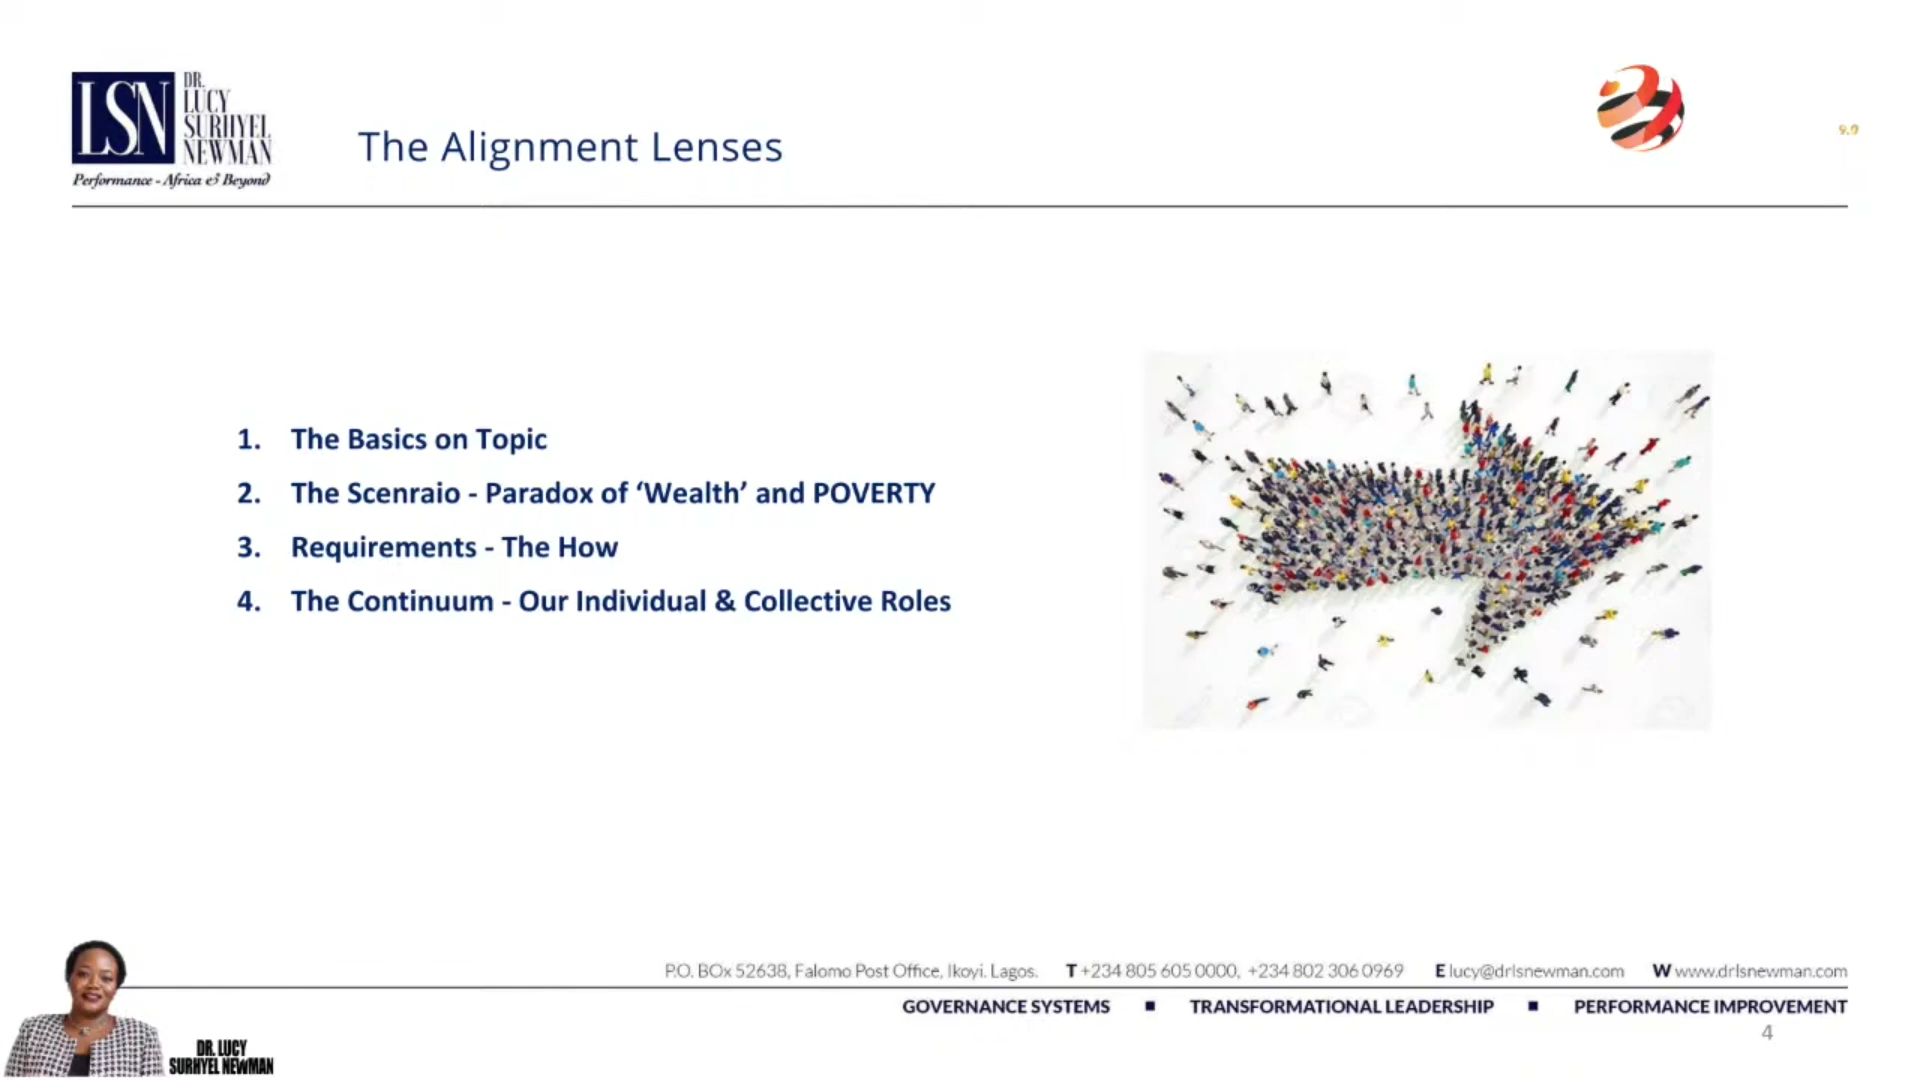 LSN
DR.
LUCY
SURHYEL
NEWMAN
Performance - Africa & Beyond
The Alignment Lenses
9.0
1. The Basics on Topic
2. The Scenraio - Paradox of ‘Wealth’ and POVERTY
3. Requirements - The How
4. The Continuum - Our Individual & Collective Roles
P.O. BOx 52638, Falomo Post Office, Ikoyi. Lagos. T +234 805 605 0000, +234 802 306 0969 E lucy@drlsnewman.com W www.drlsnewman.com
GOVERNANCE SYSTEMS ■ TRANSFORMATIONAL LEADERSHIP ■ PERFORMANCE IMPROVEMENT
4
DR. LUCY
SURHYEL NEWMAN